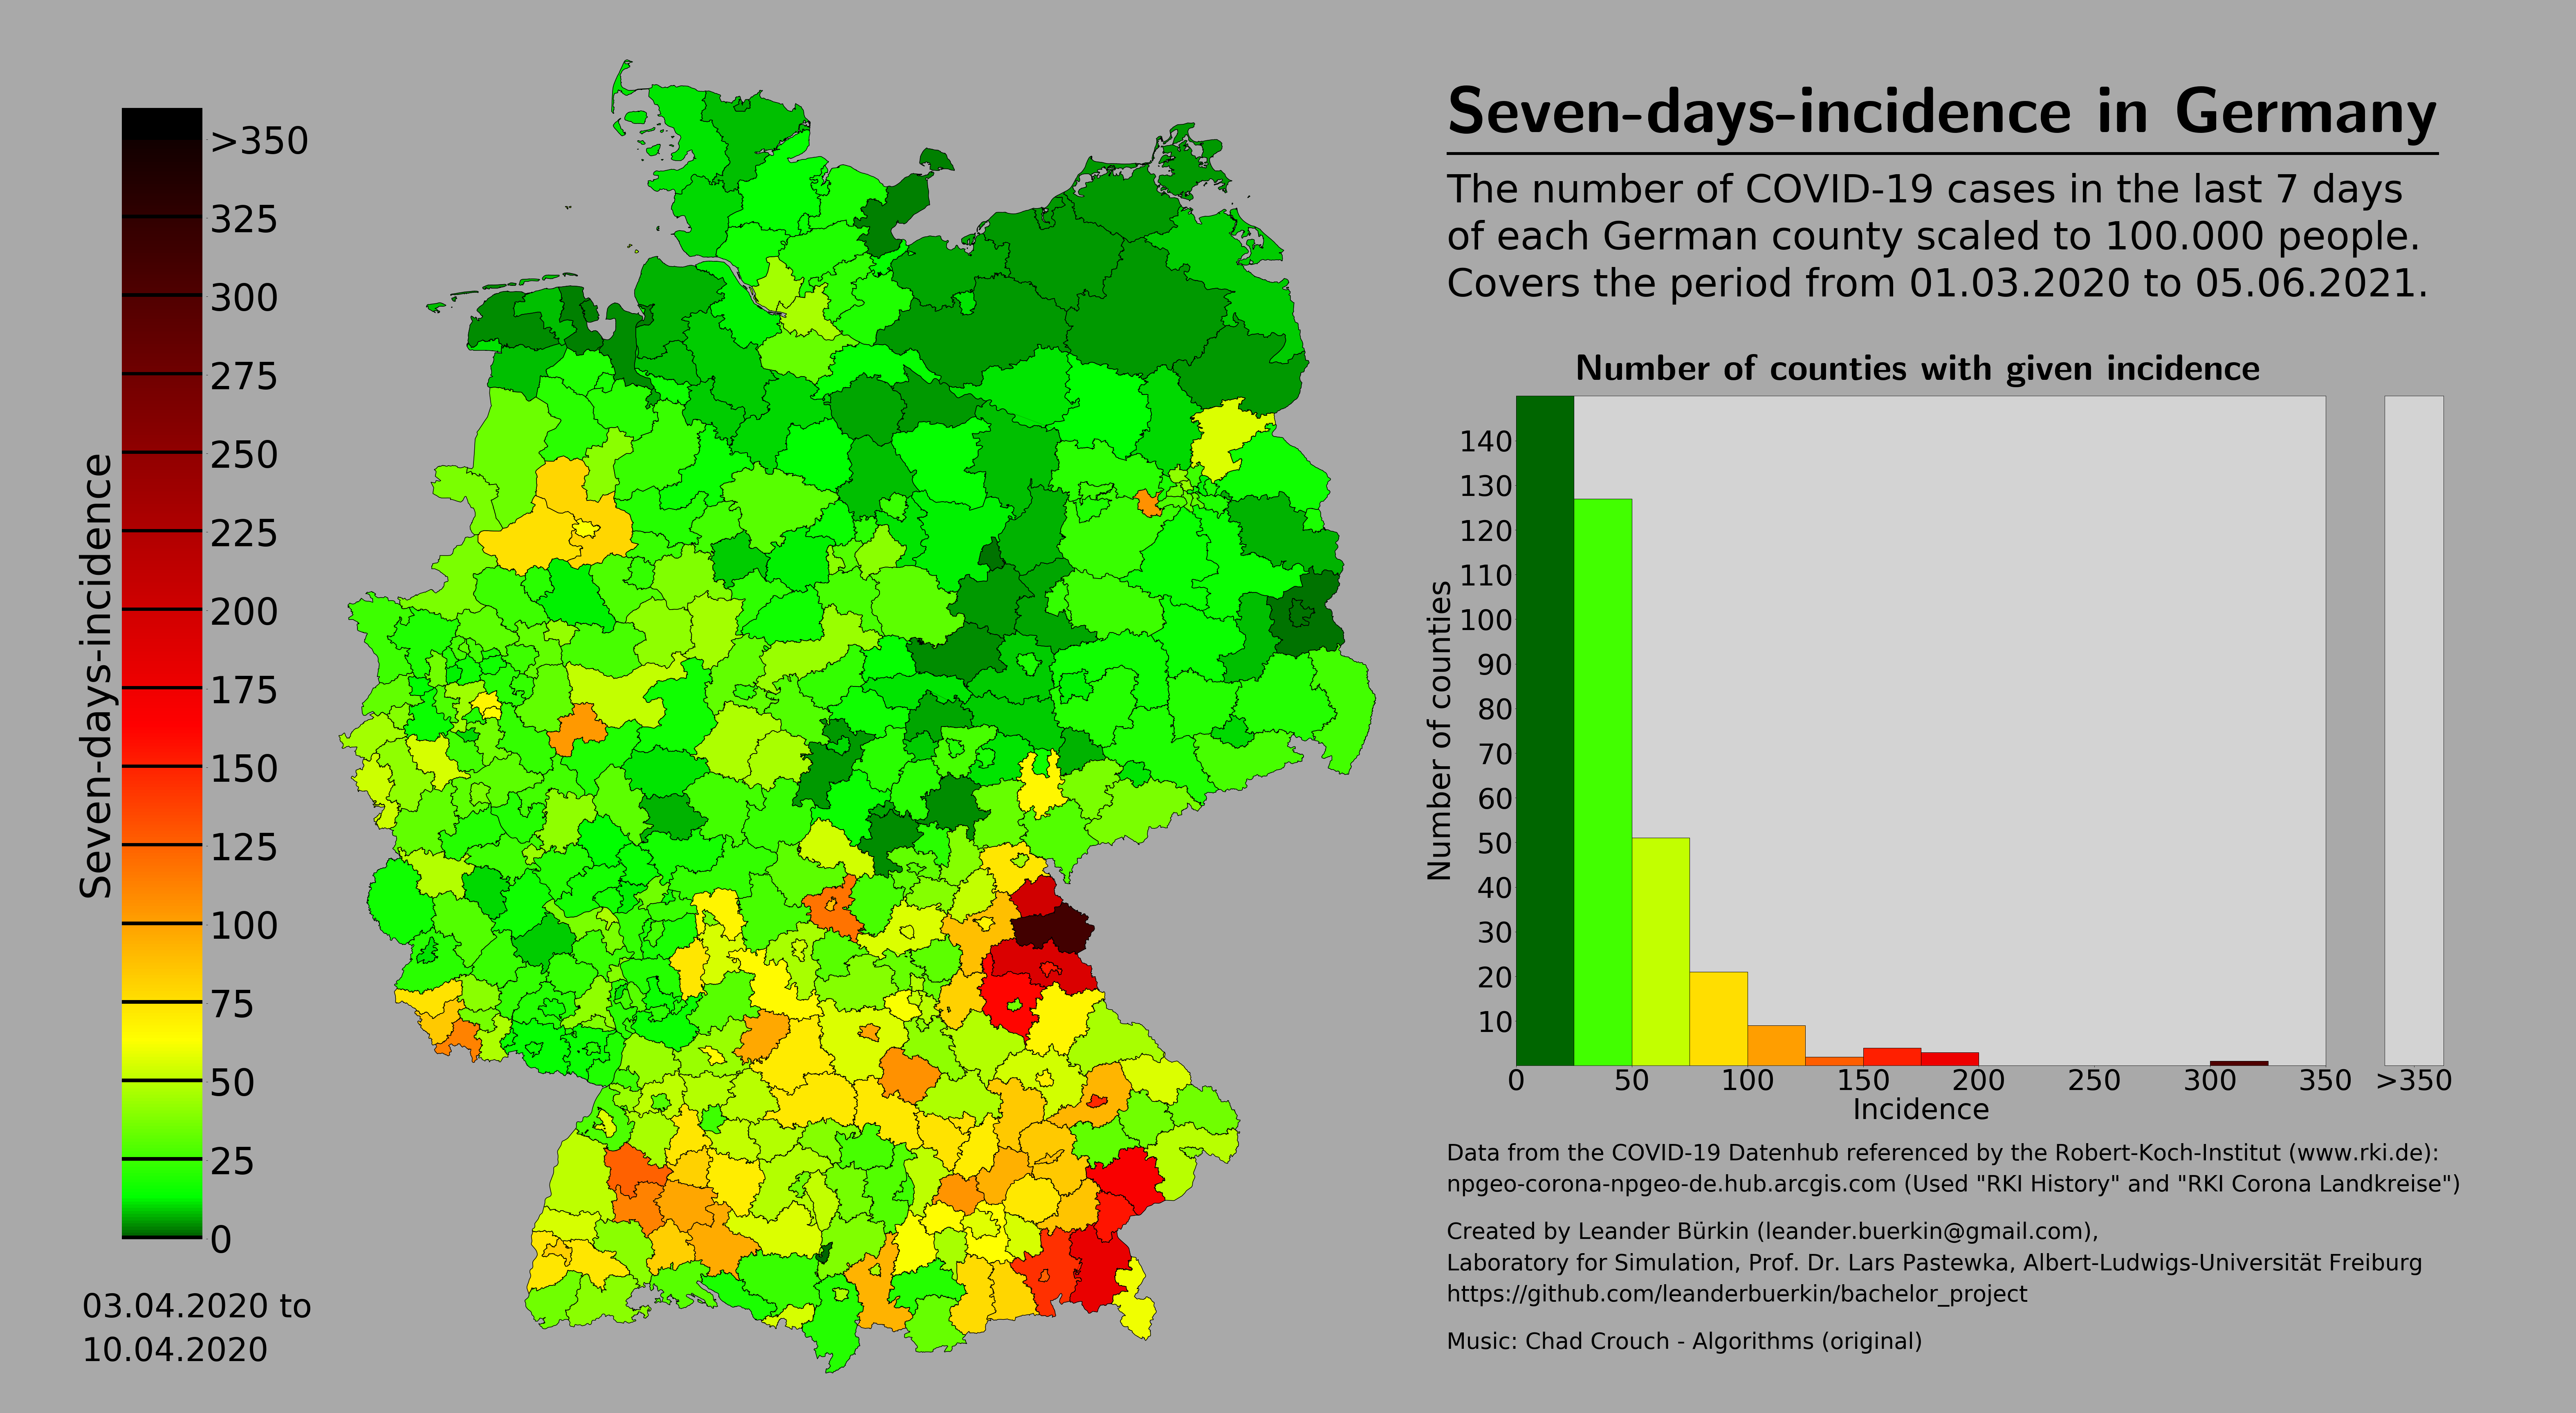 Seven-days-incidence in Germany
The number of COVID-19 cases in the last 7 days
of each German county scaled to 100.000 people.
Covers the period from 01.03.2020 to 05.06.2021.
Seven-days-incidence
>350
325
300
275
250
225
200
175
150
125
100
75
50
25
0
03.04.2020 to
10.04.2020
Number of counties with given incidence
Number of counties
140
130
120
110
100
90
80
70
60
50
40
30
20
10
0 50 100 150 200 250 300 350 >350
Incidence
Data from the COVID-19 Datenhub referenced by the Robert-Koch-Institut (www.rki.de):
npgeo-corona-npgeo-de.hub.arcgis.com (Used "RKI History" and "RKI Corona Landkreise")
Created by Leander Bürkin (leander.buerkin@gmail.com),
Laboratory for Simulation, Prof. Dr. Lars Pastewka, Albert-Ludwigs-Universität Freiburg
https://github.com/leanderbuerkin/bachelor_project
Music: Chad Crouch - Algorithms (original)